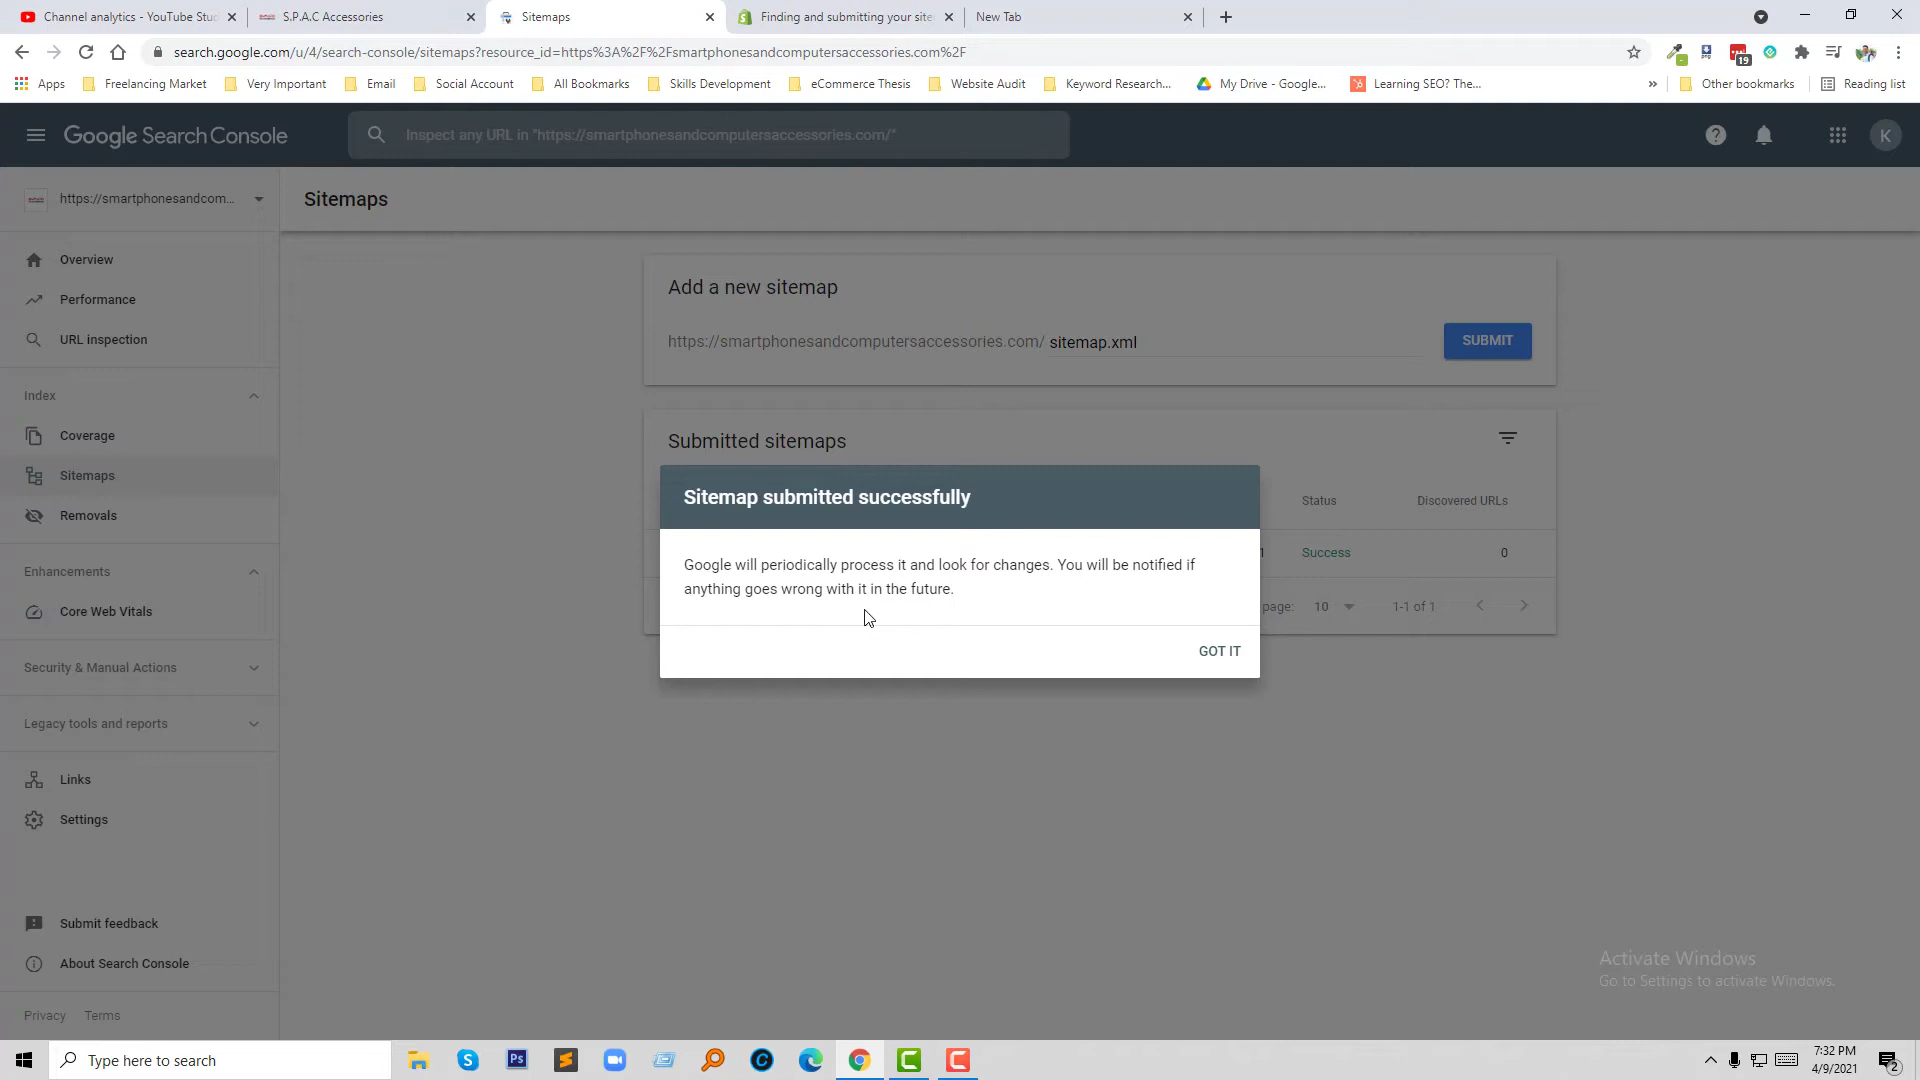 Channel analytics - YouTube Stu
S.P.A.C Accessories
Sitemaps
Finding and submitting your site
New Tab
search.google.com/u/4/search-console/sitemaps?resource_id=https%3A%2F%2Fsmartphonesandcomputersaccessories.com%2F
19
Apps
Freelancing Market
Very Important
Email
Social Account
All Bookmarks
Skills Development
eCommerce Thesis
Website Audit
Keyword Research...
My Drive - Google...
Learning SEO? The...
»
Other bookmarks
Reading list
Google Search Console
Inspect any URL in "https://smartphonesandcomputersaccessories.com/"
K
https://smartphonesandcom...
Sitemaps
Overview
Performance
URL inspection
Index
Coverage
Sitemaps
Removals
Enhancements
Core Web Vitals
Security & Manual Actions
Legacy tools and reports
Links
Settings
Submit feedback
About Search Console
Privacy
Terms
Add a new sitemap
https://smartphonesandcomputersaccessories.com/ sitemap.xml
SUBMIT
Submitted sitemaps
Status
Discovered URLs
1
Success
0
page:
10
1-1 of 1
Sitemap submitted successfully
Google will periodically process it and look for changes. You will be notified if
anything goes wrong with it in the future.
GOT IT
Activate Windows
Go to Settings to activate Windows.
Type here to search
7:32 PM
4/9/2021
2